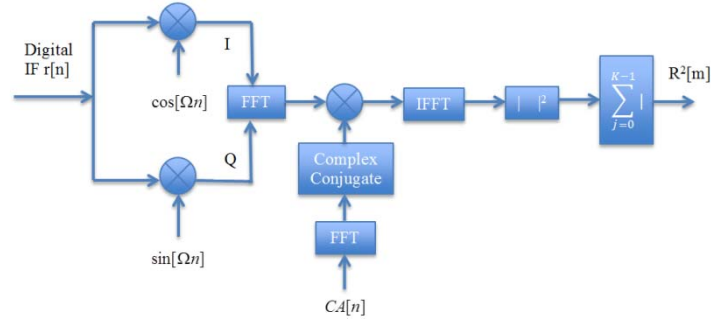 Digital
IF r[n]
I
cos[Ωn]
FFT
Q
sin[Ωn]
Complex
Conjugate
FFT
CA[n]
IFFT
| |²
K−1
∑ |
j=0
R²[m]